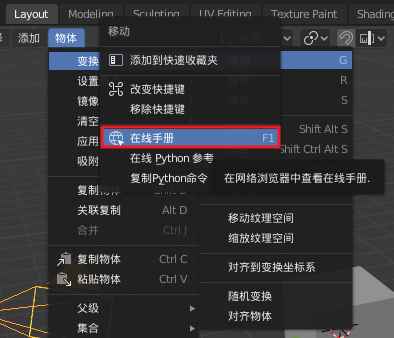 Layout Modeling Sculpting UV Editing Texture Paint Shading
添加 物体 移动
变换 添加到快速收藏夹 G
设置 改变快捷键 R
镜像 移除快捷键 S
清空
应用 在线手册 F1 Shift Alt S
吸附 在线 Python 参考 Shift Ctrl Alt S
复制Python命令 在网络浏览器中查看在线手册.
复制物体
关联复制 Alt D 移动纹理空间
合并 Ctrl J 缩放纹理空间
复制物体 Ctrl C 对齐到变换坐标系
粘贴物体 Ctrl V
随机变换
父级 对齐物体
集合